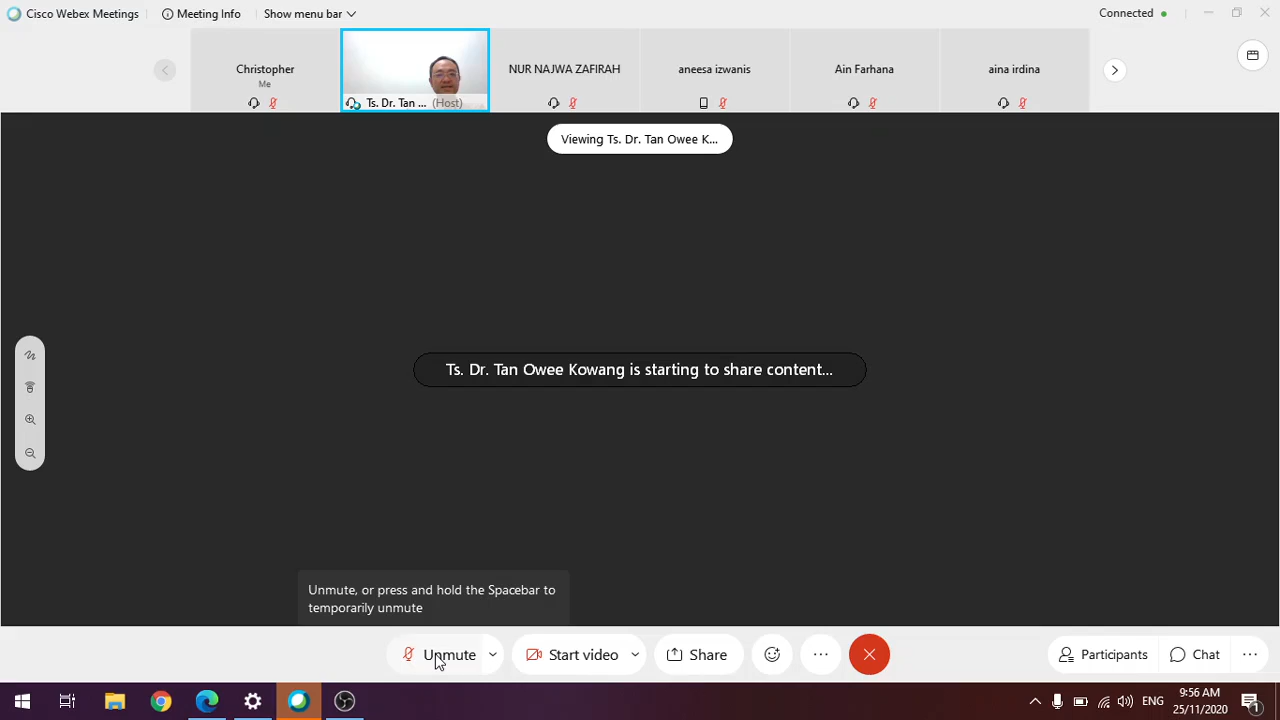 Cisco Webex Meetings
Meeting Info
Show menu bar
Connected
Christopher
Me
Ts. Dr. Tan ... (Host)
NUR NAJWA ZAFIRAH
aneesa izwanis
Ain Farhana
aina irdina
Viewing Ts. Dr. Tan Owee K...
Ts. Dr. Tan Owee Kowang is starting to share content...
Unmute, or press and hold the Spacebar to
temporarily unmute
Unmute
Start video
Share
Participants
Chat
ENG
9:56 AM
25/11/2020
1